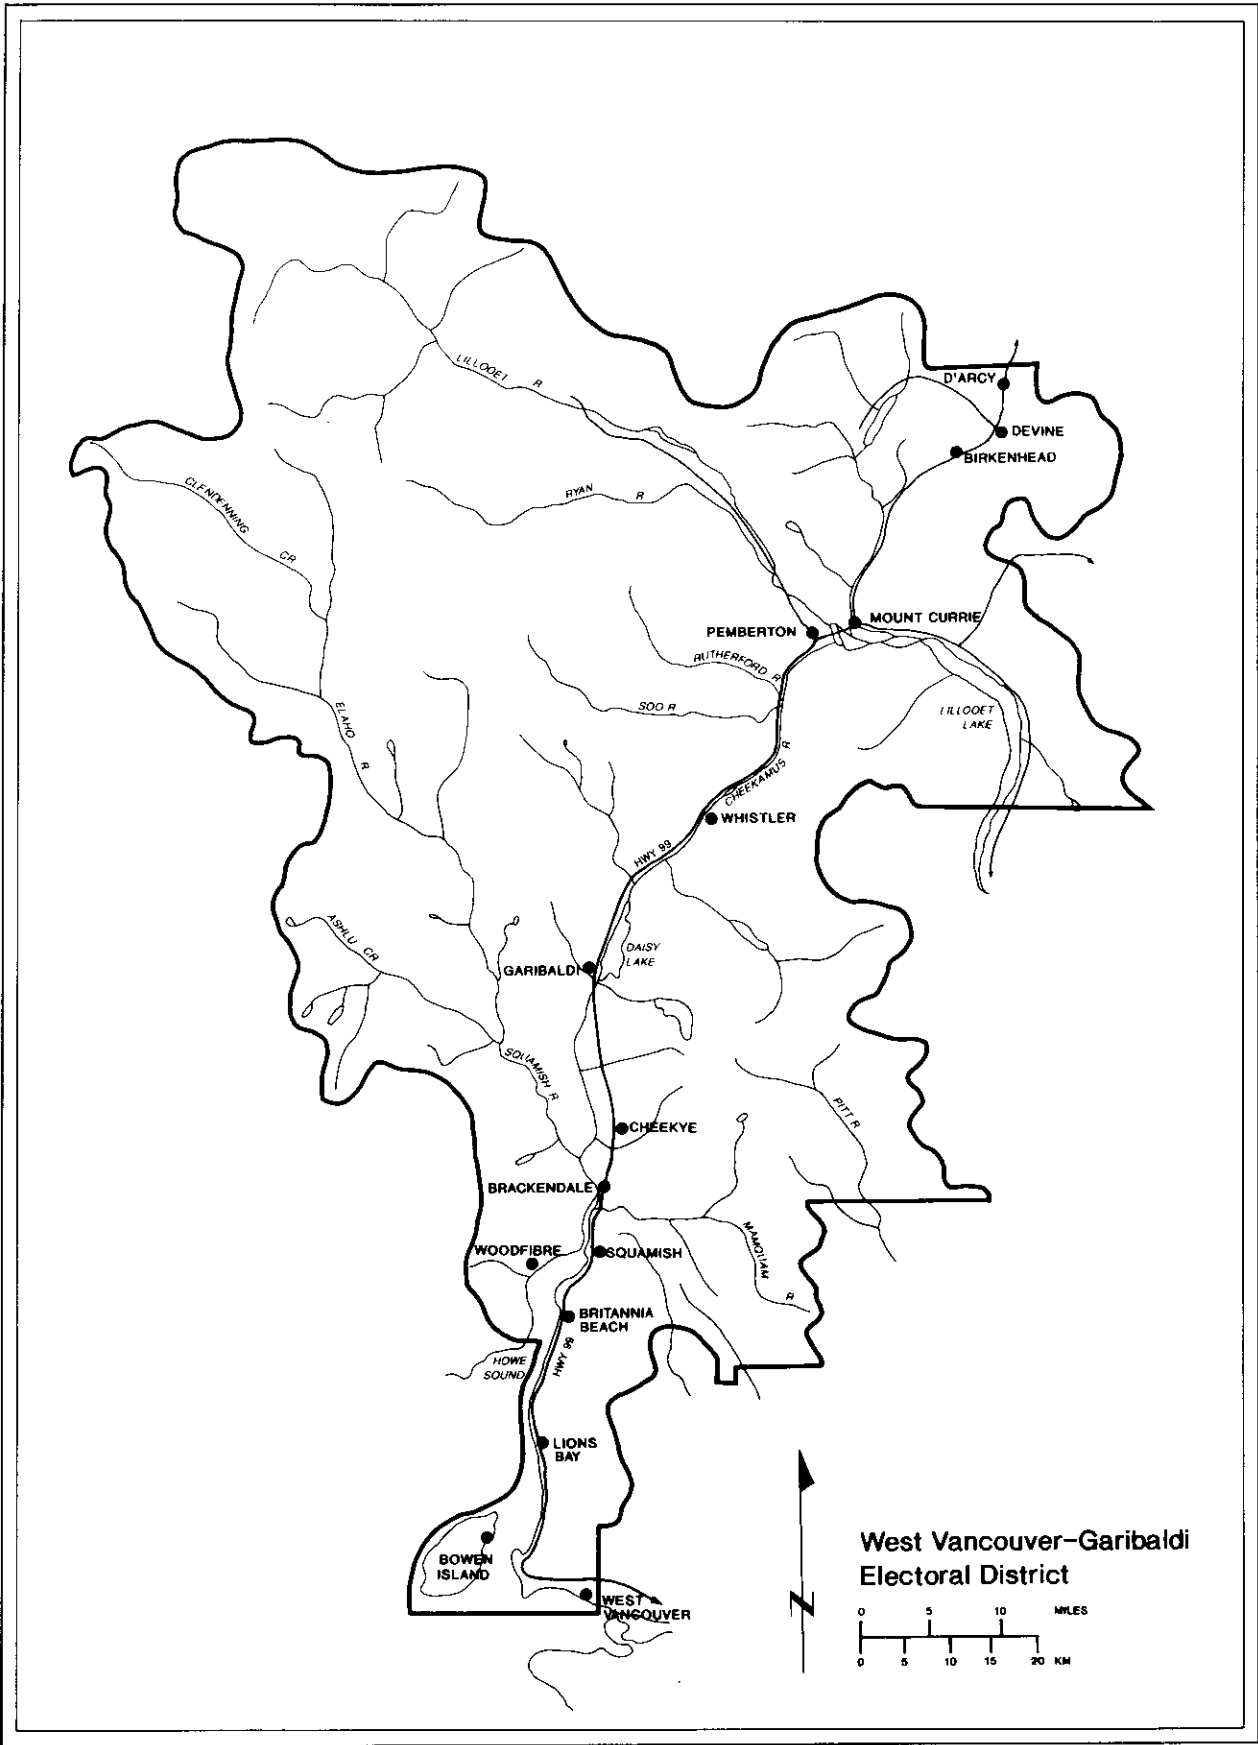 LILLOOET R
D'ARCY
DEVINE
BIRKENHEAD
CLENDENNING CR
RYAN R
MOUNT CURRIE
PEMBERTON
RUTHERFORD R
SOO R
ELAHO R
LILLOOET
LAKE
CHEEKAMUS R
WHISTLER
HWY 99
ASHLU CR
DAISY
LAKE
GARIBALDI
SQUAMISH R
PITT R
CHEEKYE
BRACKENDALE
WOODFIBRE
SQUAMISH
MAMQUAM R
BRITANNIA
BEACH
HWY 99
HOWE
SOUND
LIONS
BAY
BOWEN
ISLAND
WEST
VANCOUVER
N
West Vancouver-Garibaldi
Electoral District
0 5 10 MILES
0 5 10 15 20 KM